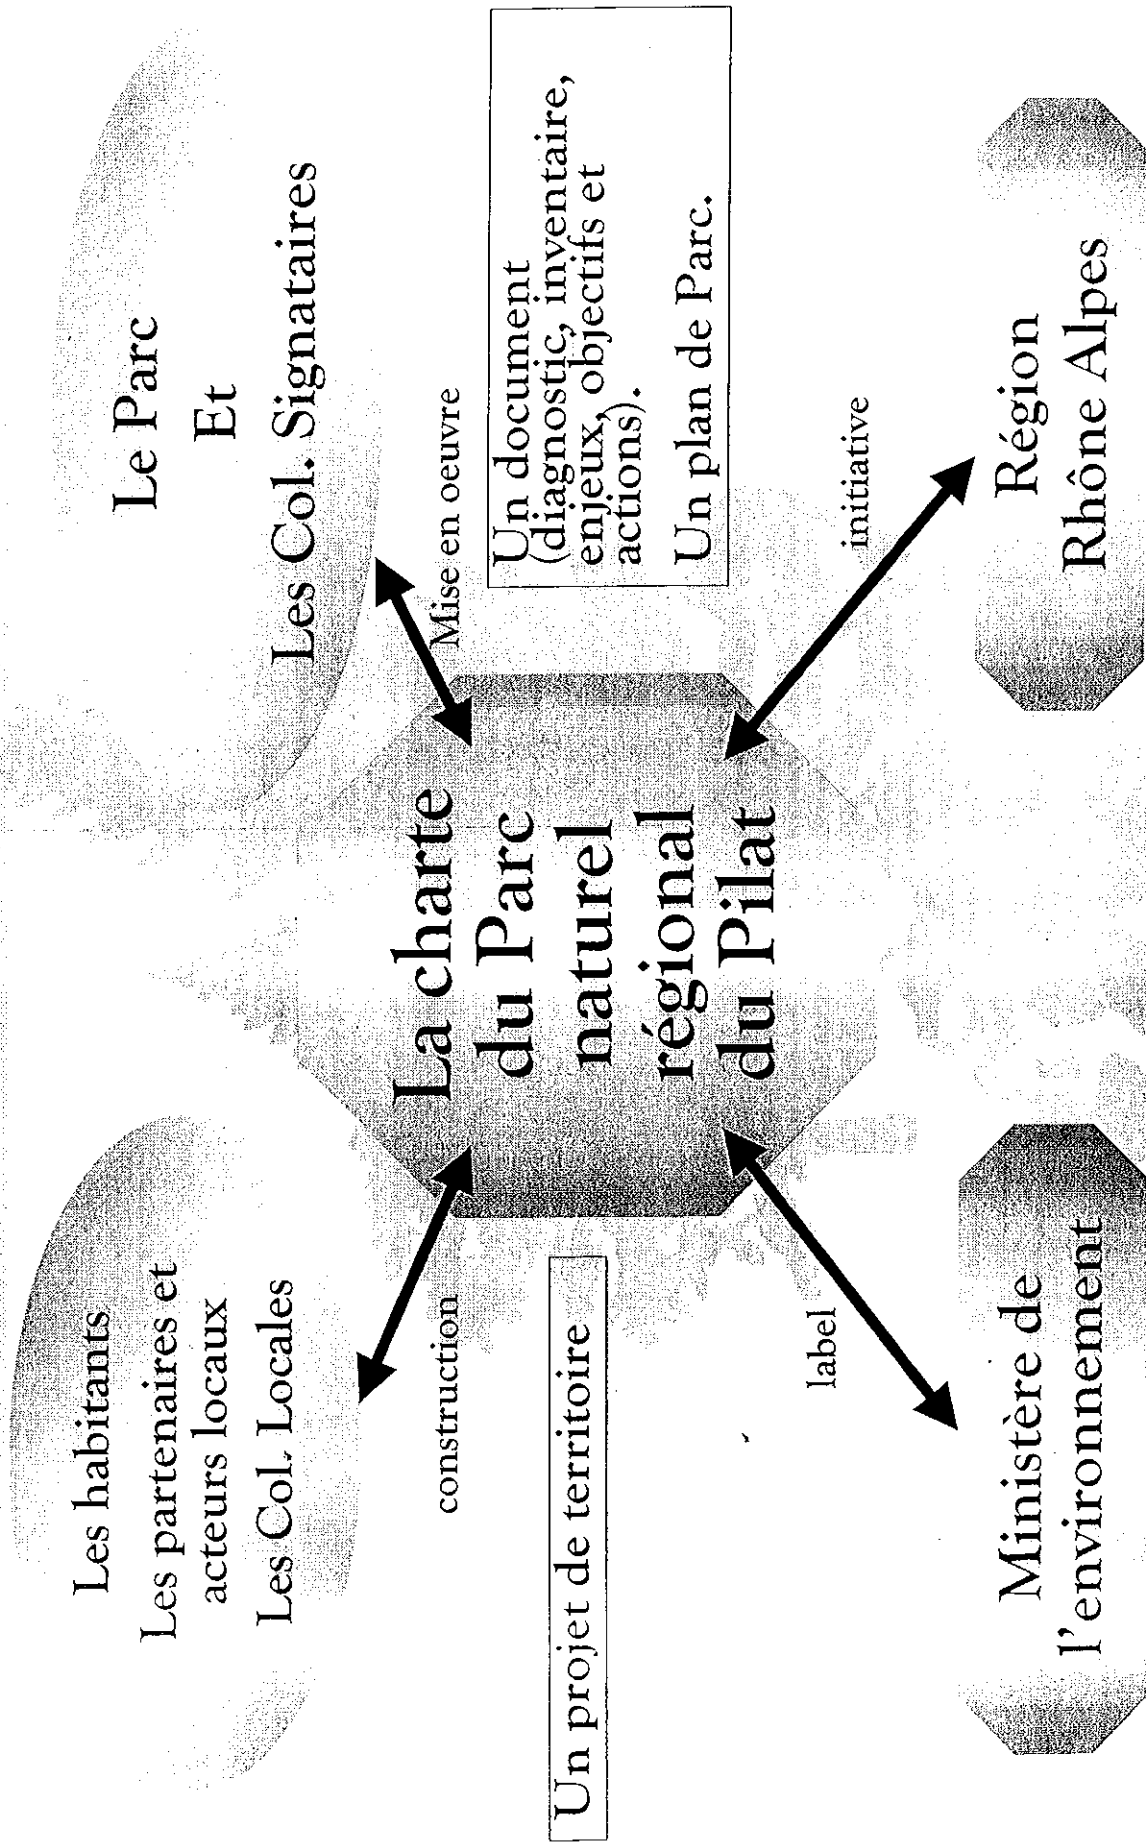 Les habitants
Les partenaires et
acteurs locaux
Les Col. Locales
Le Parc
Et
Les Col. Signataires
construction
Mise en oeuvre
La charte
du Parc
naturel
régional
du Pilat
Un projet de territoire
Un document
(diagnostic, inventaire,
enjeux, objectifs et
actions).
Un plan de Parc.
label
initiative
Ministère de
l'environnement
Région
Rhône Alpes